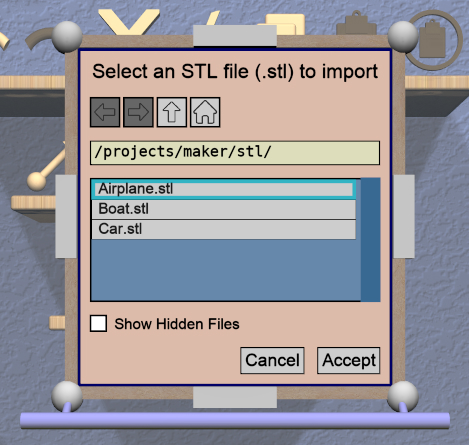 Select an STL file (.stl) to import
/projects/maker/stl/
Airplane.stl
Boat.stl
Car.stl
Show Hidden Files
Cancel Accept